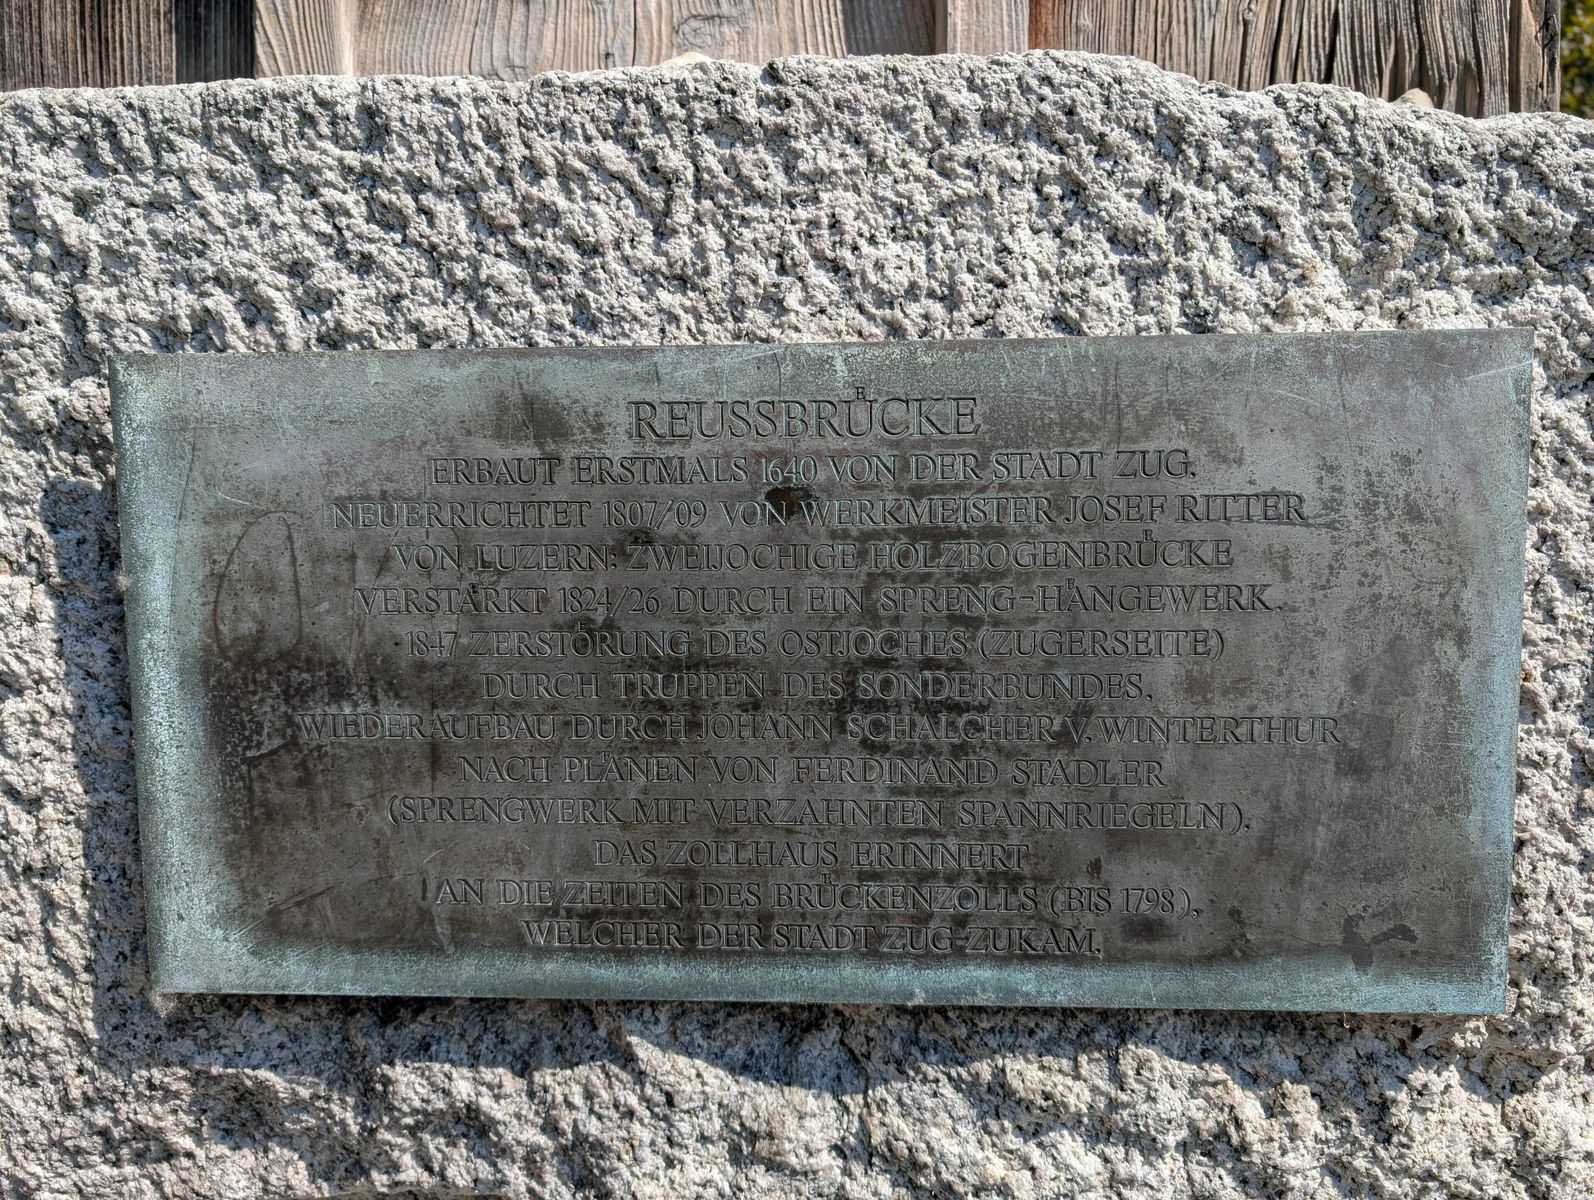 REUSSBRÜCKE
ERBAUT ERSTMALS 1640 VON DER STADT ZUG.
NEUERRICHTET 1807/09 VON WERKMEISTER JOSEF RITTER
VON LUZERN: ZWEIJOCHIGE HOLZBOGENBRÜCKE
VERSTÄRKT 1824/26 DURCH EIN SPRENG-HÄNGEWERK.
1847 ZERSTÖRUNG DES OSTJOCHES (ZUGERSEITE)
DURCH TRUPPEN DES SONDERBUNDES.
WIEDERAUFBAU DURCH JOHANN SCHALCHER V. WINTERTHUR
NACH PLÄNEN VON FERDINAND STADLER
(SPRENGWERK MIT VERZAHNTEN SPANNRIEGELN).
DAS ZOLLHAUS ERINNERT
AN DIE ZEITEN DES BRÜCKENZOLLS (BIS 1798),
WELCHER DER STADT ZUG ZUKAM.